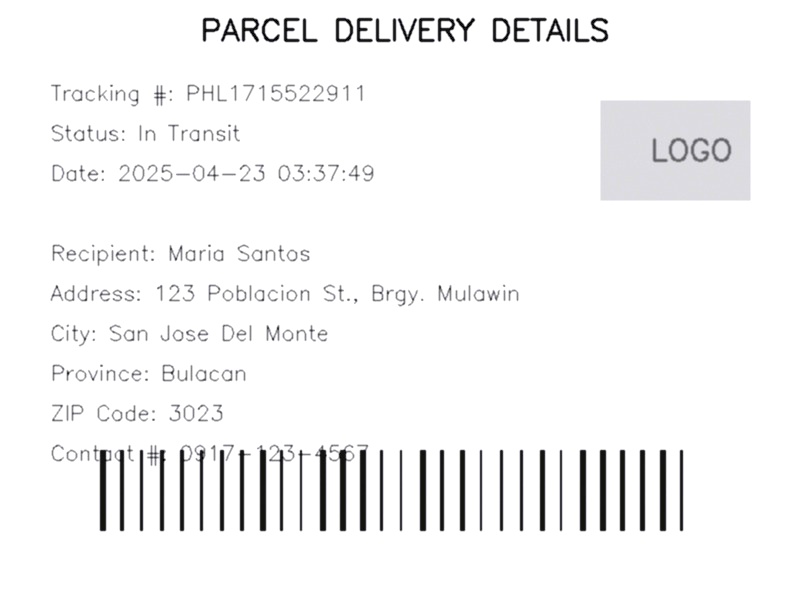 PARCEL DELIVERY DETAILS
Tracking #: PHL1715522911
Status: In Transit
Date: 2025-04-23 03:37:49
LOGO
Recipient: Maria Santos
Address: 123 Poblacion St., Brgy. Mulawin
City: San Jose Del Monte
Province: Bulacan
ZIP Code: 3023
Contact #: 0917-123-4567